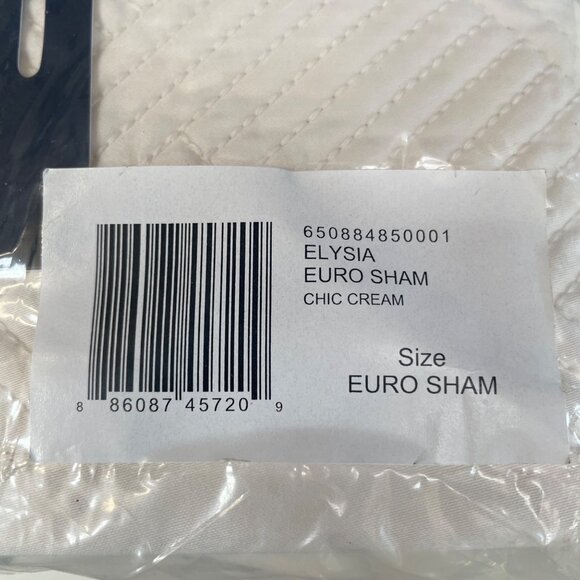 650884850001
ELYSIA
EURO SHAM
CHIC CREAM
Size
EURO SHAM
8 86087 45720 9